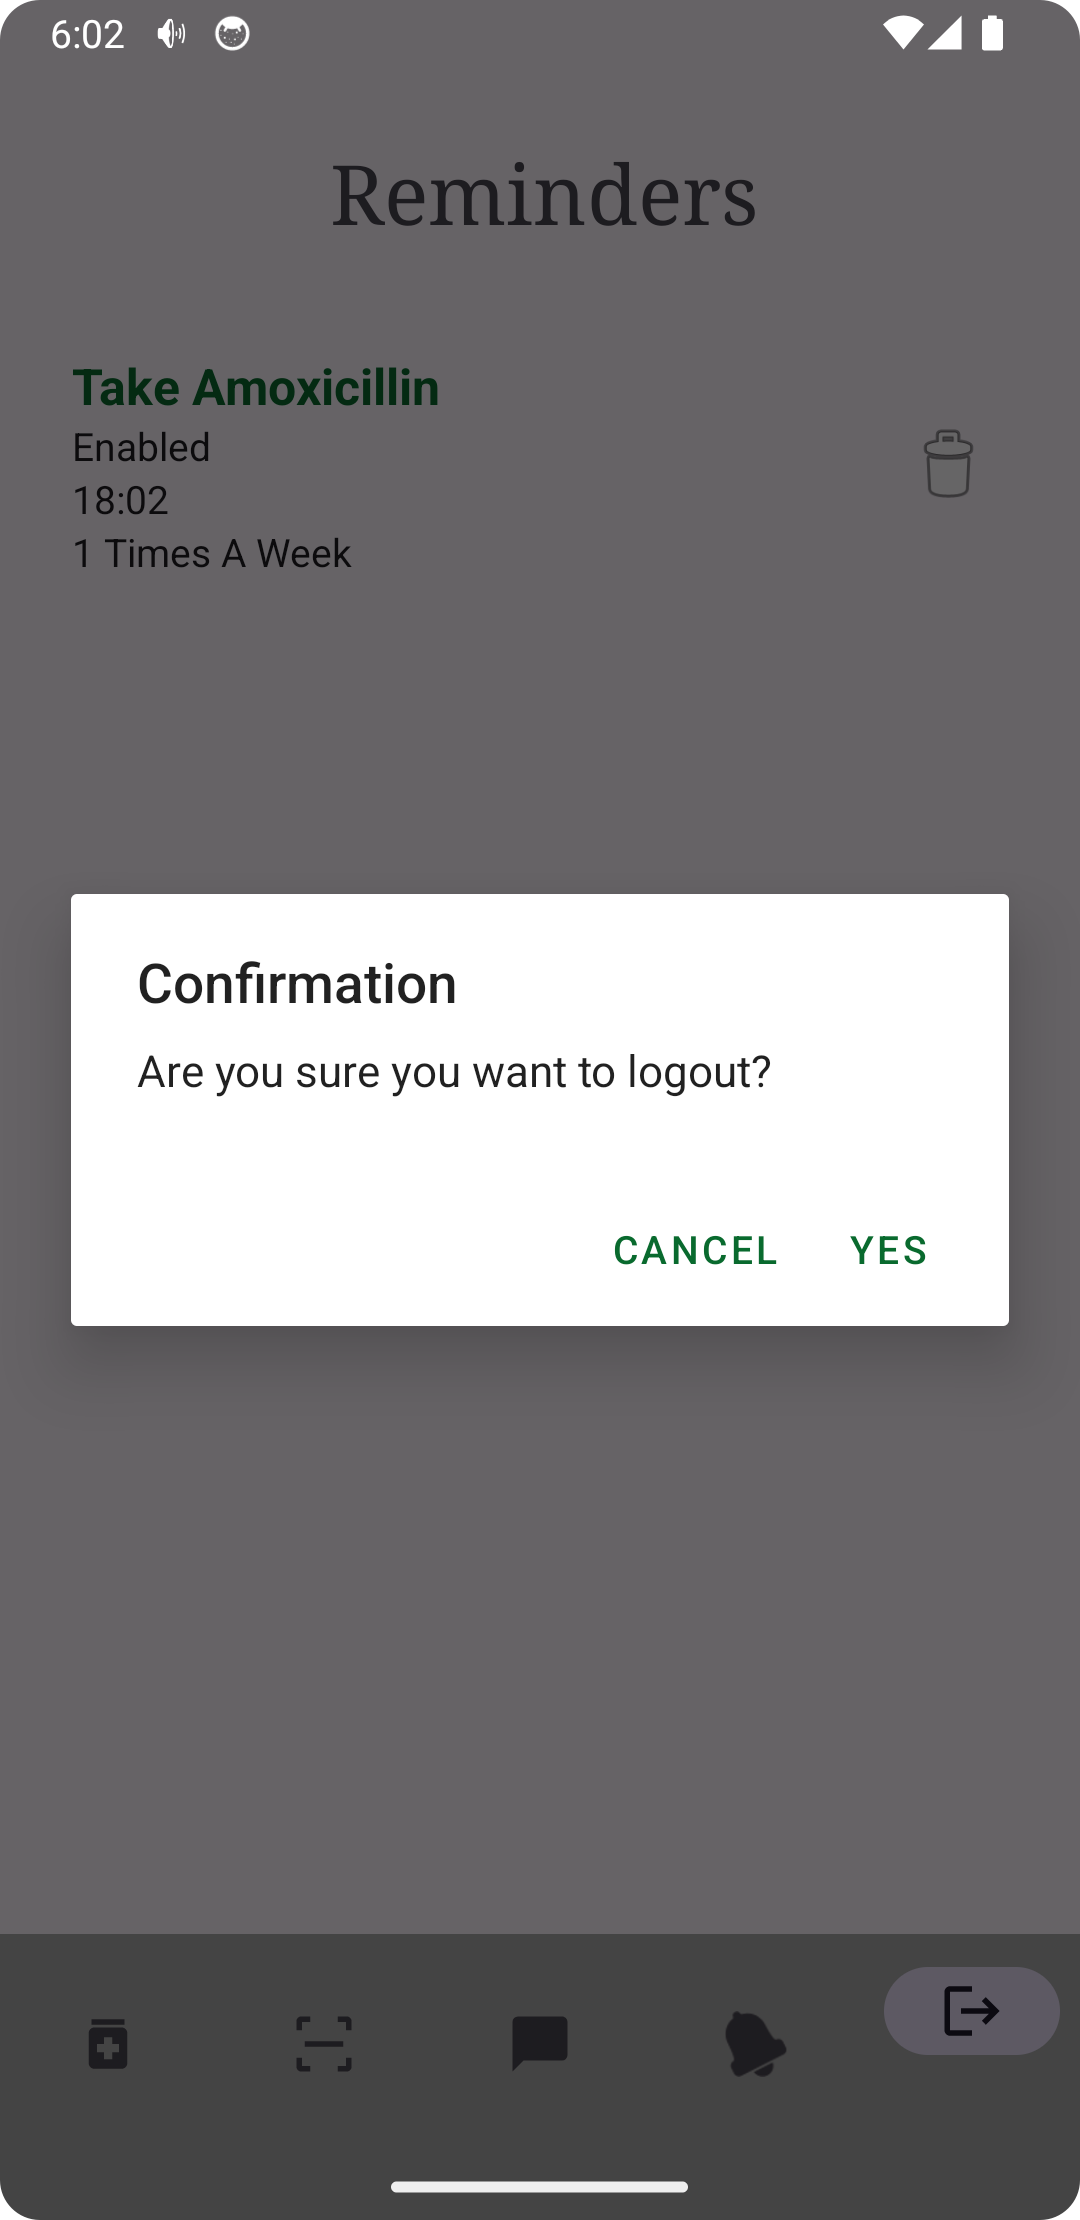 6:02
Reminders
Take Amoxicillin
Enabled
18:02
1 Times A Week
Confirmation
Are you sure you want to logout?
CANCEL YES